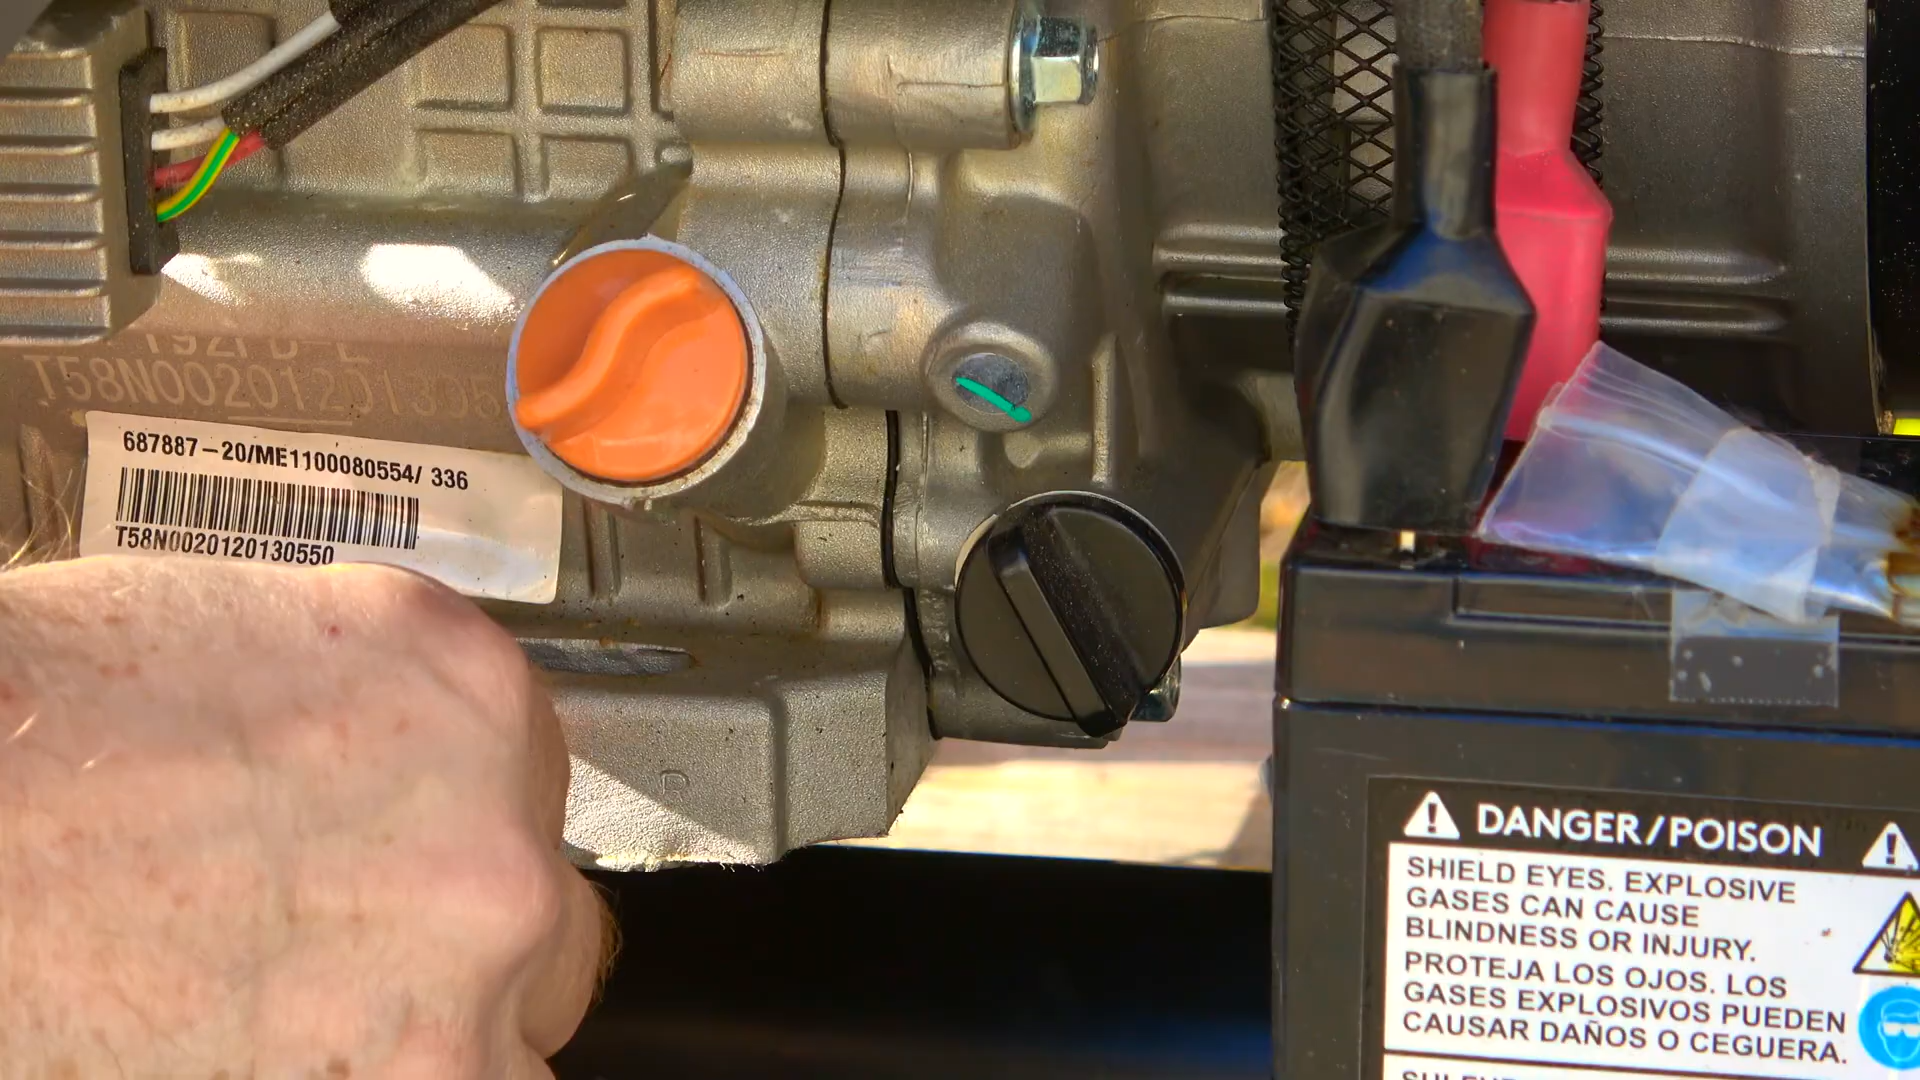 T58N0020120130550
687887-20/ME1100080554/ 336
T58N0020120130550
R
DANGER/POISON
SHIELD EYES. EXPLOSIVE
GASES CAN CAUSE
BLINDNESS OR INJURY.
PROTEJA LOS OJOS. LOS
GASES EXPLOSIVOS PUEDEN
CAUSAR DAÑOS O CEGUERA.